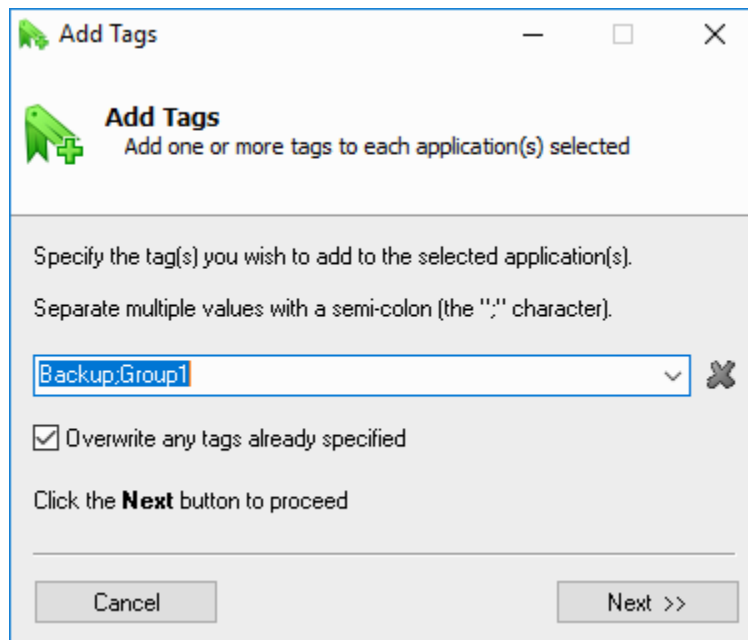 Add Tags
Add Tags
Add one or more tags to each application(s) selected
Specify the tag(s) you wish to add to the selected application(s).
Separate multiple values with a semi-colon (the ";" character).
Backup;Group1
Overwrite any tags already specified
Click the Next button to proceed
Cancel
Next >>